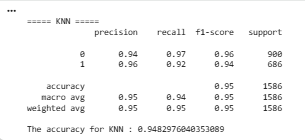 ...
===== KNN =====
precision recall f1-score support
0 0.94 0.97 0.96 900
1 0.96 0.92 0.94 686
accuracy 0.95 1586
macro avg 0.95 0.94 0.95 1586
weighted avg 0.95 0.95 0.95 1586
The accuracy for KNN : 0.9482976040353089